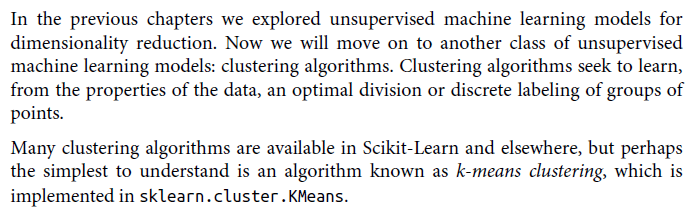 In the previous chapters we explored unsupervised machine learning models for
dimensionality reduction. Now we will move on to another class of unsupervised
machine learning models: clustering algorithms. Clustering algorithms seek to learn,
from the properties of the data, an optimal division or discrete labeling of groups of
points.
Many clustering algorithms are available in Scikit-Learn and elsewhere, but perhaps
the simplest to understand is an algorithm known as k-means clustering, which is
implemented in sklearn.cluster.KMeans.